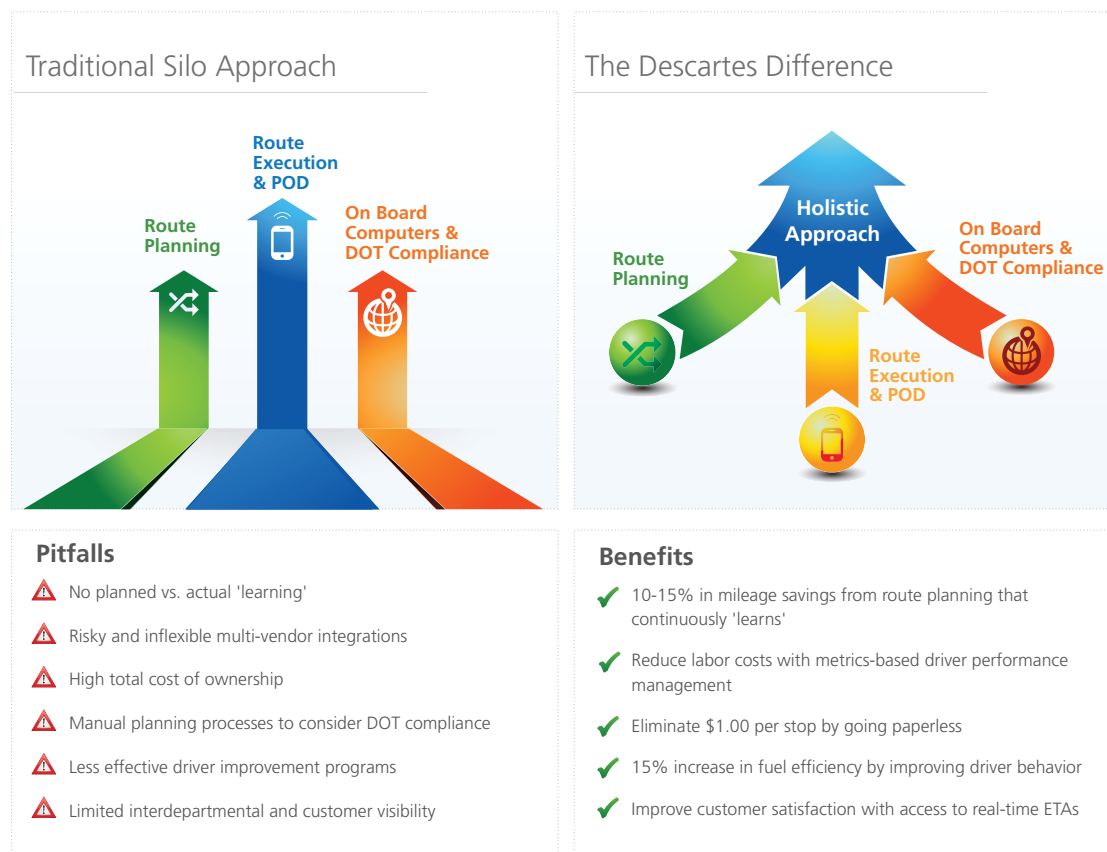 Traditional Silo Approach
Route
Execution
& POD
Route
Planning
On Board
Computers &
DOT Compliance
Pitfalls
No planned vs. actual 'learning'
Risky and inflexible multi-vendor integrations
High total cost of ownership
Manual planning processes to consider DOT compliance
Less effective driver improvement programs
Limited interdepartmental and customer visibility
The Descartes Difference
Holistic
Approach
Route
Planning
On Board
Computers &
DOT Compliance
Route
Execution
& POD
Benefits
10-15% in mileage savings from route planning that
continuously 'learns'
Reduce labor costs with metrics-based driver performance
management
Eliminate $1.00 per stop by going paperless
15% increase in fuel efficiency by improving driver behavior
Improve customer satisfaction with access to real-time ETAs